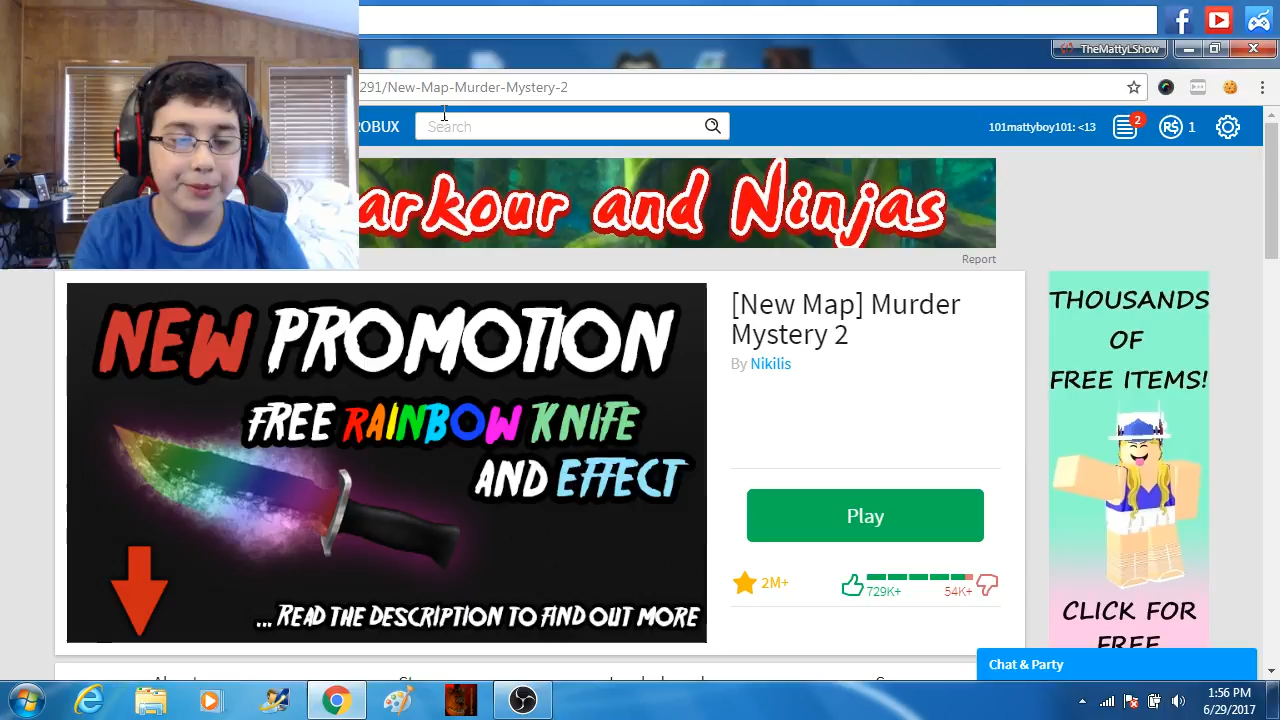 TheMattyLShow
291/New-Map-Murder-Mystery-2
OBUX
Search
101mattyboy101: <13
2
R$ 1
arkour and Ninjas
Report
NEW PROMOTION
FREE RAINBOW KNIFE
AND EFFECT
...READ THE DESCRIPTION TO FIND OUT MORE
[New Map] Murder
Mystery 2
By Nikilis
Play
2M+
729K+
54K+
THOUSANDS
OF
FREE ITEMS!
CLICK FOR
FREE
Chat & Party
1:56 PM
6/29/2017